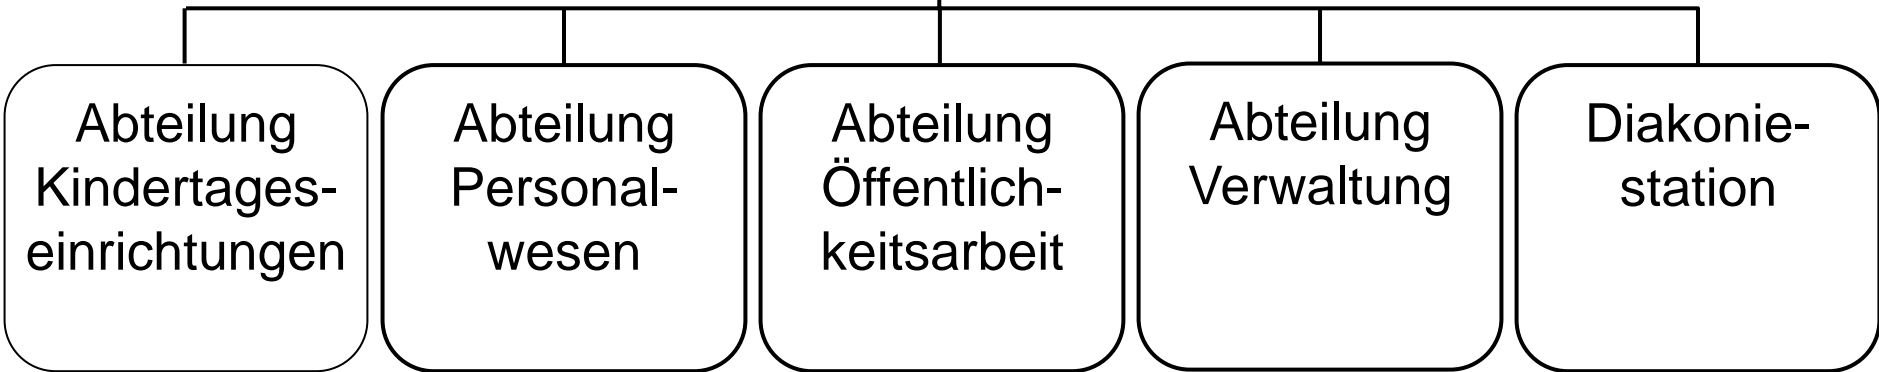 Abteilung
Kindertages-
einrichtungen
Abteilung
Personal-
wesen
Abteilung
Öffentlich-
keitsarbeit
Abteilung
Verwaltung
Diakonie-
station